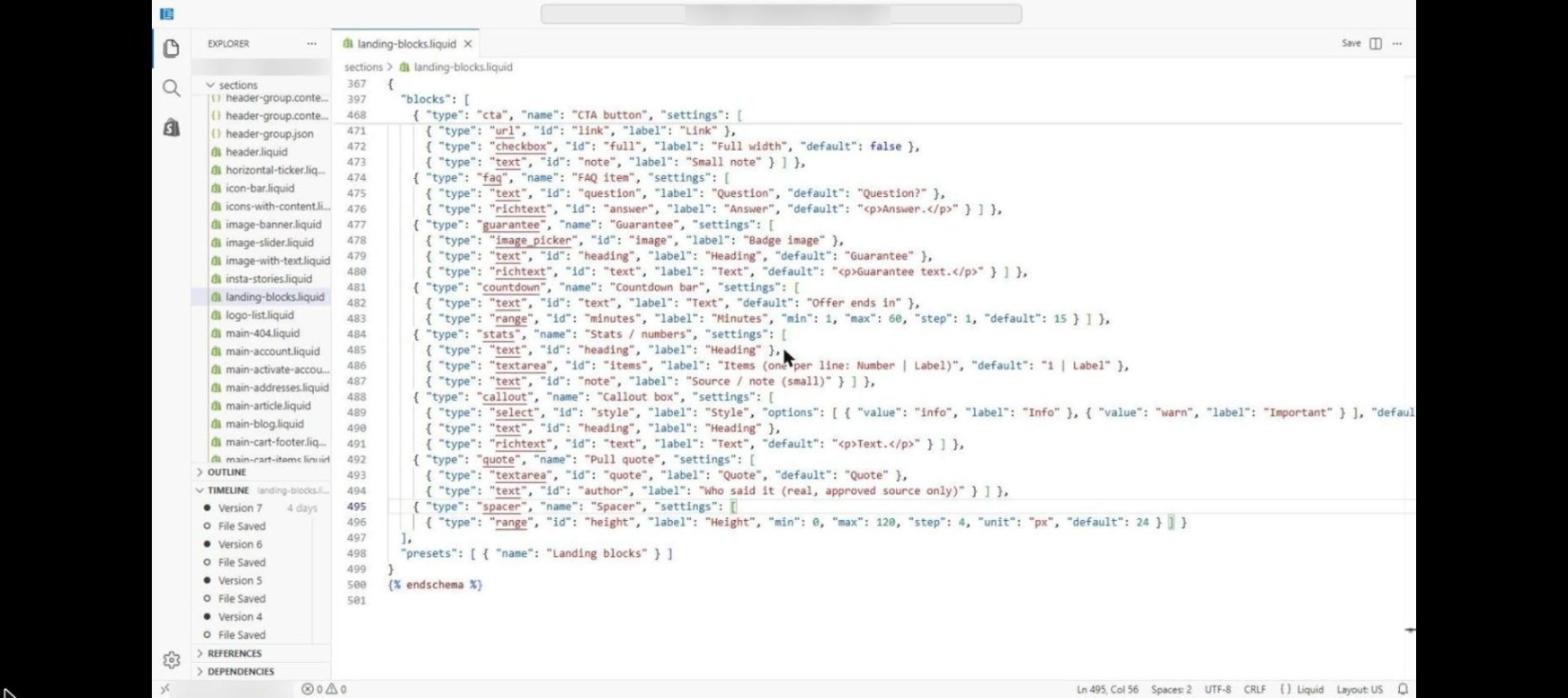 EXPLORER
···
landing-blocks.liquid
Save
···
sections
sections > landing-blocks.liquid
header-group.conte...
header-group.conte...
header-group.json
header.liquid
horizontal-ticker.liq...
icon-bar.liquid
icons-with-content.li...
image-banner.liquid
image-slider.liquid
image-with-text.liquid
insta-stories.liquid
landing-blocks.liquid
logo-list.liquid
main-404.liquid
main-account.liquid
main-activate-accou...
main-addresses.liquid
main-article.liquid
main-blog.liquid
main-cart-footer.liq...
main-cart-items.liquid
OUTLINE
TIMELINE landing-blocks.l...
Version 7 4 days
File Saved
Version 6
File Saved
Version 5
File Saved
Version 4
File Saved
REFERENCES
DEPENDENCIES
367 {
397 "blocks": [
468 { "type": "cta", "name": "CTA button", "settings": [
471 { "type": "url", "id": "link", "label": "Link" },
472 { "type": "checkbox", "id": "full", "label": "Full width", "default": false },
473 { "type": "text", "id": "note", "label": "Small note" } ] },
474 { "type": "faq", "name": "FAQ item", "settings": [
475 { "type": "text", "id": "question", "label": "Question", "default": "Question?" },
476 { "type": "richtext", "id": "answer", "label": "Answer", "default": "<p>Answer.</p>" } ] },
477 { "type": "guarantee", "name": "Guarantee", "settings": [
478 { "type": "image_picker", "id": "image", "label": "Badge image" },
479 { "type": "text", "id": "heading", "label": "Heading", "default": "Guarantee" },
480 { "type": "richtext", "id": "text", "label": "Text", "default": "<p>Guarantee text.</p>" } ] },
481 { "type": "countdown", "name": "Countdown bar", "settings": [
482 { "type": "text", "id": "text", "label": "Text", "default": "Offer ends in" },
483 { "type": "range", "id": "minutes", "label": "Minutes", "min": 1, "max": 60, "step": 1, "default": 15 } ] },
484 { "type": "stats", "name": "Stats / numbers", "settings": [
485 { "type": "text", "id": "heading", "label": "Heading" },
486 { "type": "textarea", "id": "items", "label": "Items (one per line: Number | Label)", "default": "1 | Label" },
487 { "type": "text", "id": "note", "label": "Source / note (small)" } ] },
488 { "type": "callout", "name": "Callout box", "settings": [
489 { "type": "select", "id": "style", "label": "Style", "options": [ { "value": "info", "label": "Info" }, { "value": "warn", "label": "Important" } ], "defaul
490 { "type": "text", "id": "heading", "label": "Heading" },
491 { "type": "richtext", "id": "text", "label": "Text", "default": "<p>Text.</p>" } ] },
492 { "type": "quote", "name": "Pull quote", "settings": [
493 { "type": "textarea", "id": "quote", "label": "Quote", "default": "Quote" },
494 { "type": "text", "id": "author", "label": "Who said it (real, approved source only)" } ] },
495 { "type": "spacer", "name": "Spacer", "settings": [
496 { "type": "range", "id": "height", "label": "Height", "min": 0, "max": 120, "step": 4, "unit": "px", "default": 24 } ] }
497 ],
498 "presets": [ { "name": "Landing blocks" } ]
499 }
500 {% endschema %}
501
0 0
Ln 495, Col 56 Spaces: 2 UTF-8 CRLF { } Liquid Layout: US